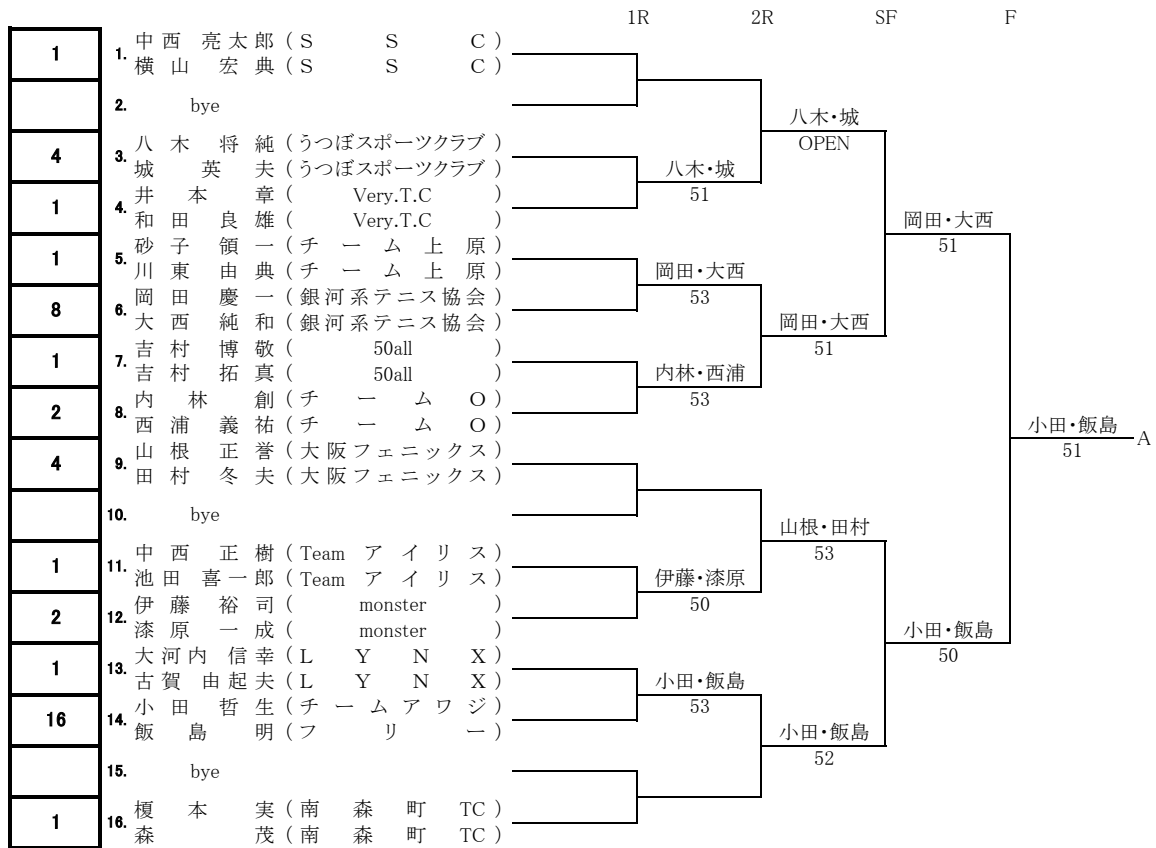 1R 2R SF F
1 1. 中西 亮太郎 ( S S C )
横山 宏典 ( S S C )
2. bye
八木・城
OPEN
4 3. 八木 将純 ( うつぼスポーツクラブ )
城 英夫 ( うつぼスポーツクラブ )
八木・城
51
1 4. 井本 章 ( Very.T.C )
和田 良雄 ( Very.T.C )
岡田・大西
51
1 5. 砂子 領一 ( チーム上原 )
川東 由典 ( チーム上原 )
岡田・大西
53
8 6. 岡田 慶一 ( 銀河系テニス協会 )
大西 純和 ( 銀河系テニス協会 )
岡田・大西
51
1 7. 吉村 博敬 ( 50all )
吉村 拓真 ( 50all )
内林・西浦
53
2 8. 内林 創 ( チーム O )
西浦 義祐 ( チーム O )
小田・飯島 A
51
4 9. 山根 正誉 ( 大阪フェニックス )
田村 冬夫 ( 大阪フェニックス )
10. bye
山根・田村
53
1 11. 中西 正樹 ( Team アイリス )
池田 喜一郎 ( Team アイリス )
伊藤・漆原
50
2 12. 伊藤 裕司 ( monster )
漆原 一成 ( monster )
小田・飯島
50
1 13. 大河内 信幸 ( L Y N X )
古賀 由起夫 ( L Y N X )
小田・飯島
53
16 14. 小田 哲生 ( チームアワジ )
飯島 明 ( フリー )
小田・飯島
52
15. bye
1 16. 榎本 実 ( 南森町 TC )
森 茂 ( 南森町 TC )